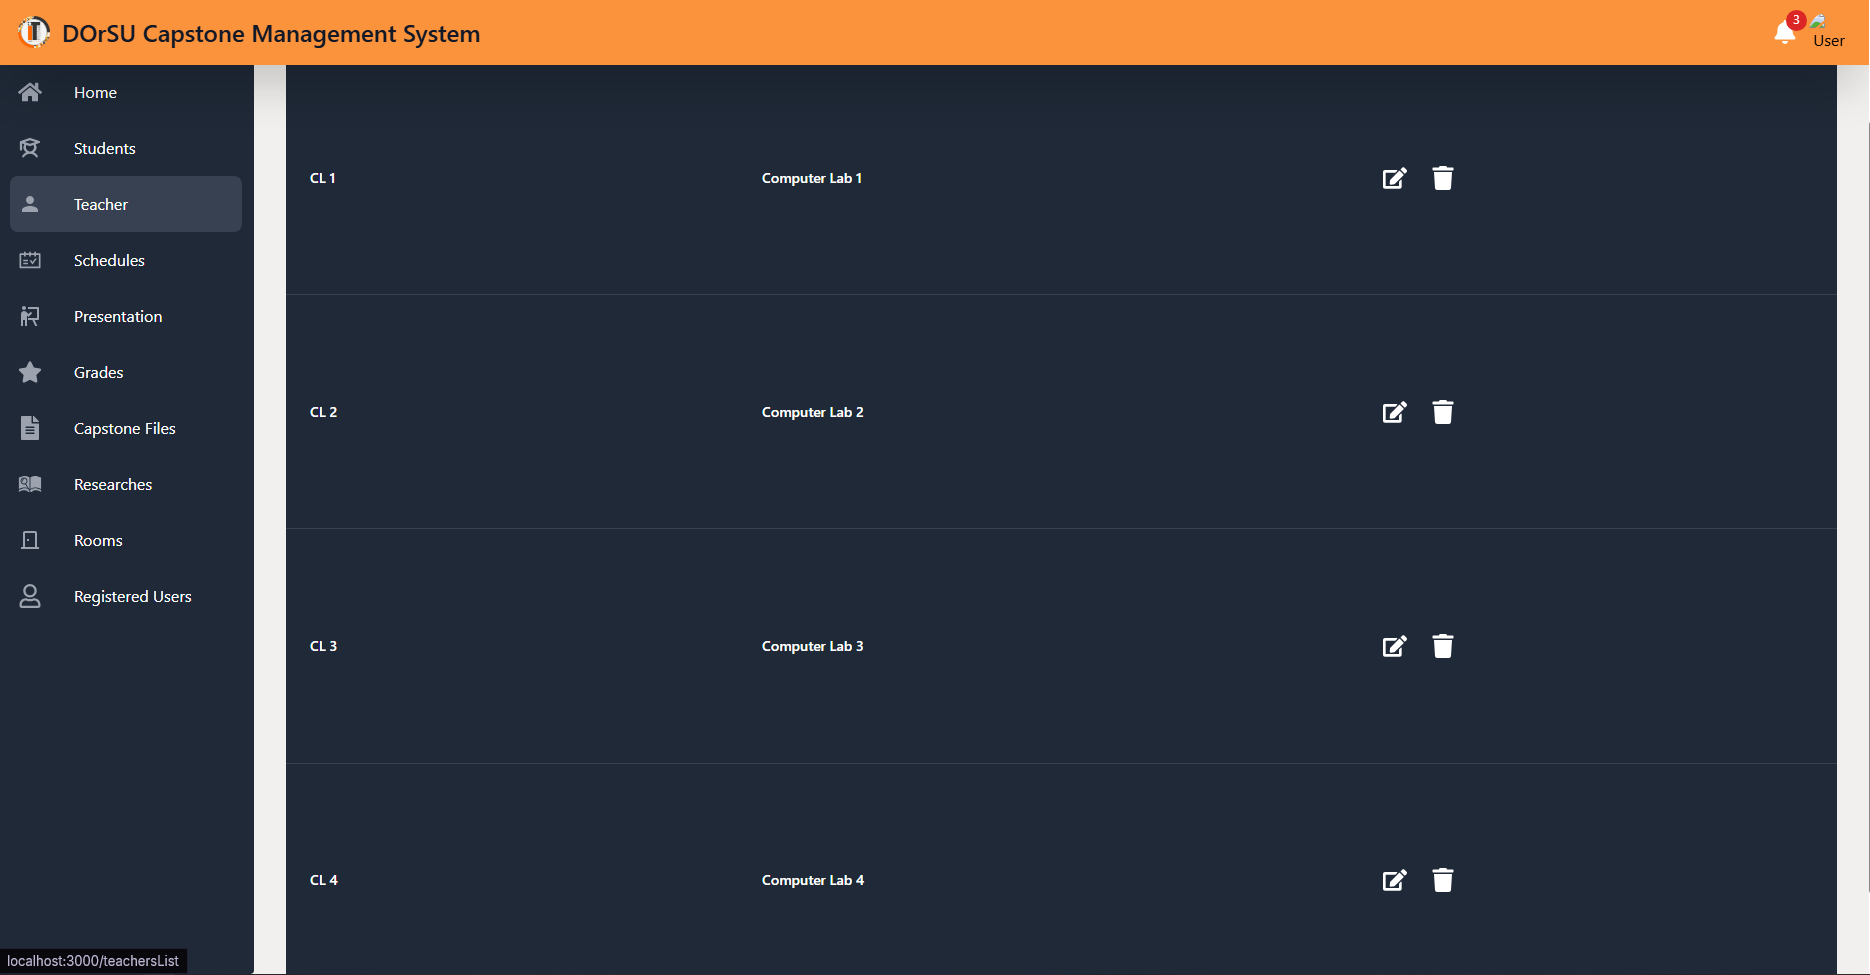 DOrSU Capstone Management System
3
User
Home
Students
Teacher
Schedules
Presentation
Grades
Capstone Files
Researches
Rooms
Registered Users
CL 1 Computer Lab 1
CL 2 Computer Lab 2
CL 3 Computer Lab 3
CL 4 Computer Lab 4
localhost:3000/teachersList